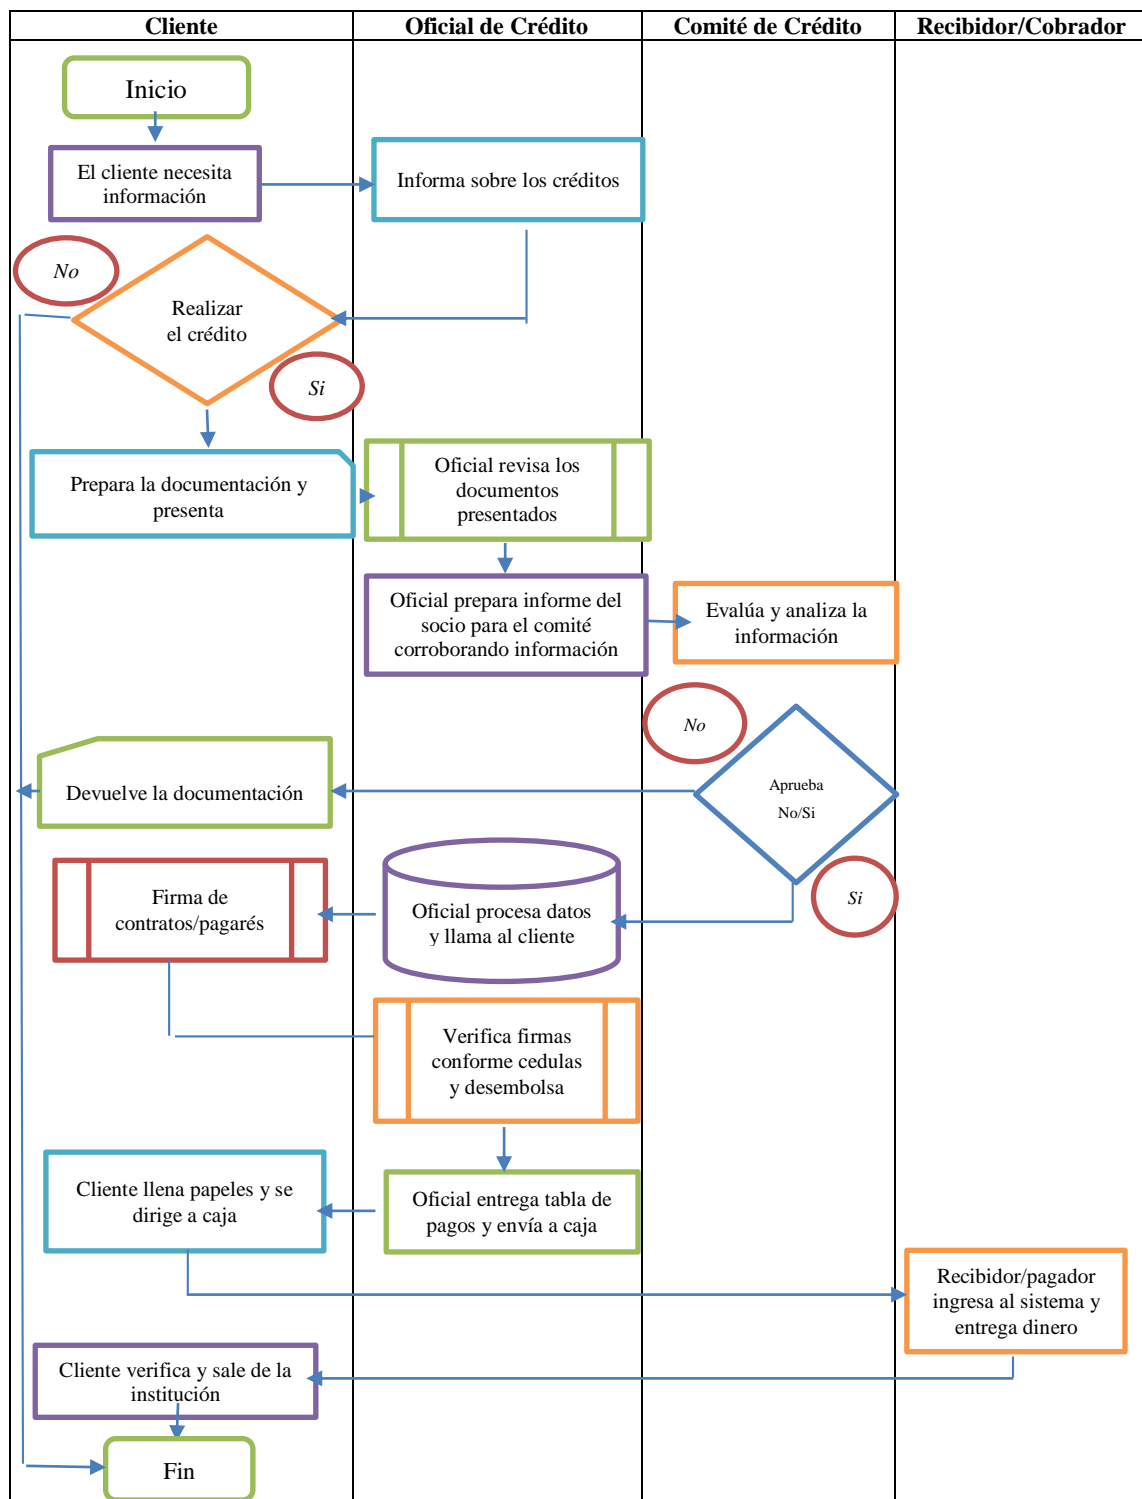 Cliente
Oficial de Crédito
Comité de Crédito
Recibidor/Cobrador
Inicio
El cliente necesita
información
Informa sobre los créditos
No
Realizar
el crédito
Si
Prepara la documentación y
presenta
Oficial revisa los
documentos
presentados
Oficial prepara informe del
socio para el comité
corroborando información
Evalúa y analiza la
información
No
Aprueba
No/Si
Devuelve la documentación
Si
Oficial procesa datos
y llama al cliente
Firma de
contratos/pagarés
Verifica firmas
conforme cedulas
y desembolsa
Oficial entrega tabla de
pagos y envía a caja
Cliente llena papeles y se
dirige a caja
Recibidor/pagador
ingresa al sistema y
entrega dinero
Cliente verifica y sale de la
institución
Fin